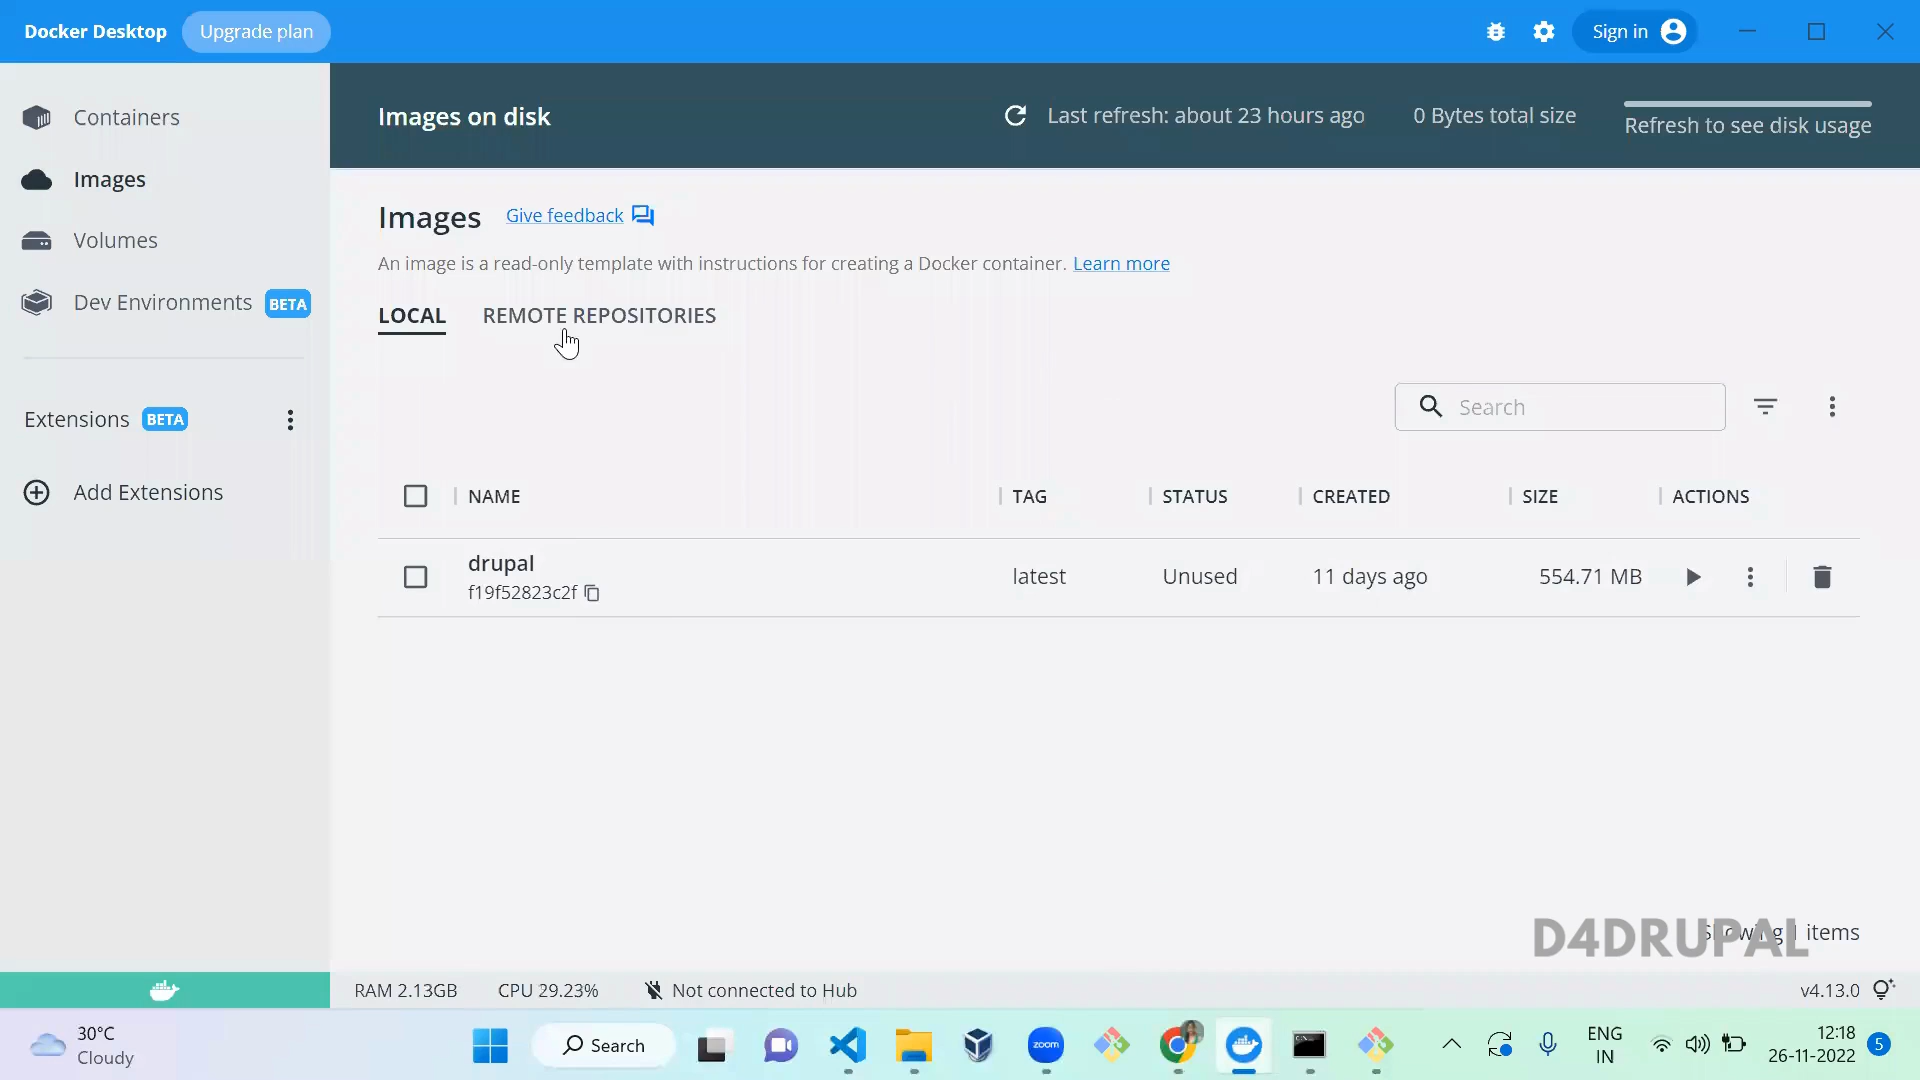 Docker Desktop Upgrade plan Sign in
Containers
Images
Volumes
Dev Environments BETA
Extensions BETA
Add Extensions
Images on disk Last refresh: about 23 hours ago 0 Bytes total size Refresh to see disk usage
Images Give feedback
An image is a read-only template with instructions for creating a Docker container. Learn more
LOCAL REMOTE REPOSITORIES
Search
NAME TAG STATUS CREATED SIZE ACTIONS
drupal latest Unused 11 days ago 554.71 MB
f19f52823c2f
D4DRUPAL
Showing 1 items
RAM 2.13GB CPU 29.23% Not connected to Hub v4.13.0
30°C
Cloudy
Search
zoom
ENG
IN
12:18
26-11-2022
5